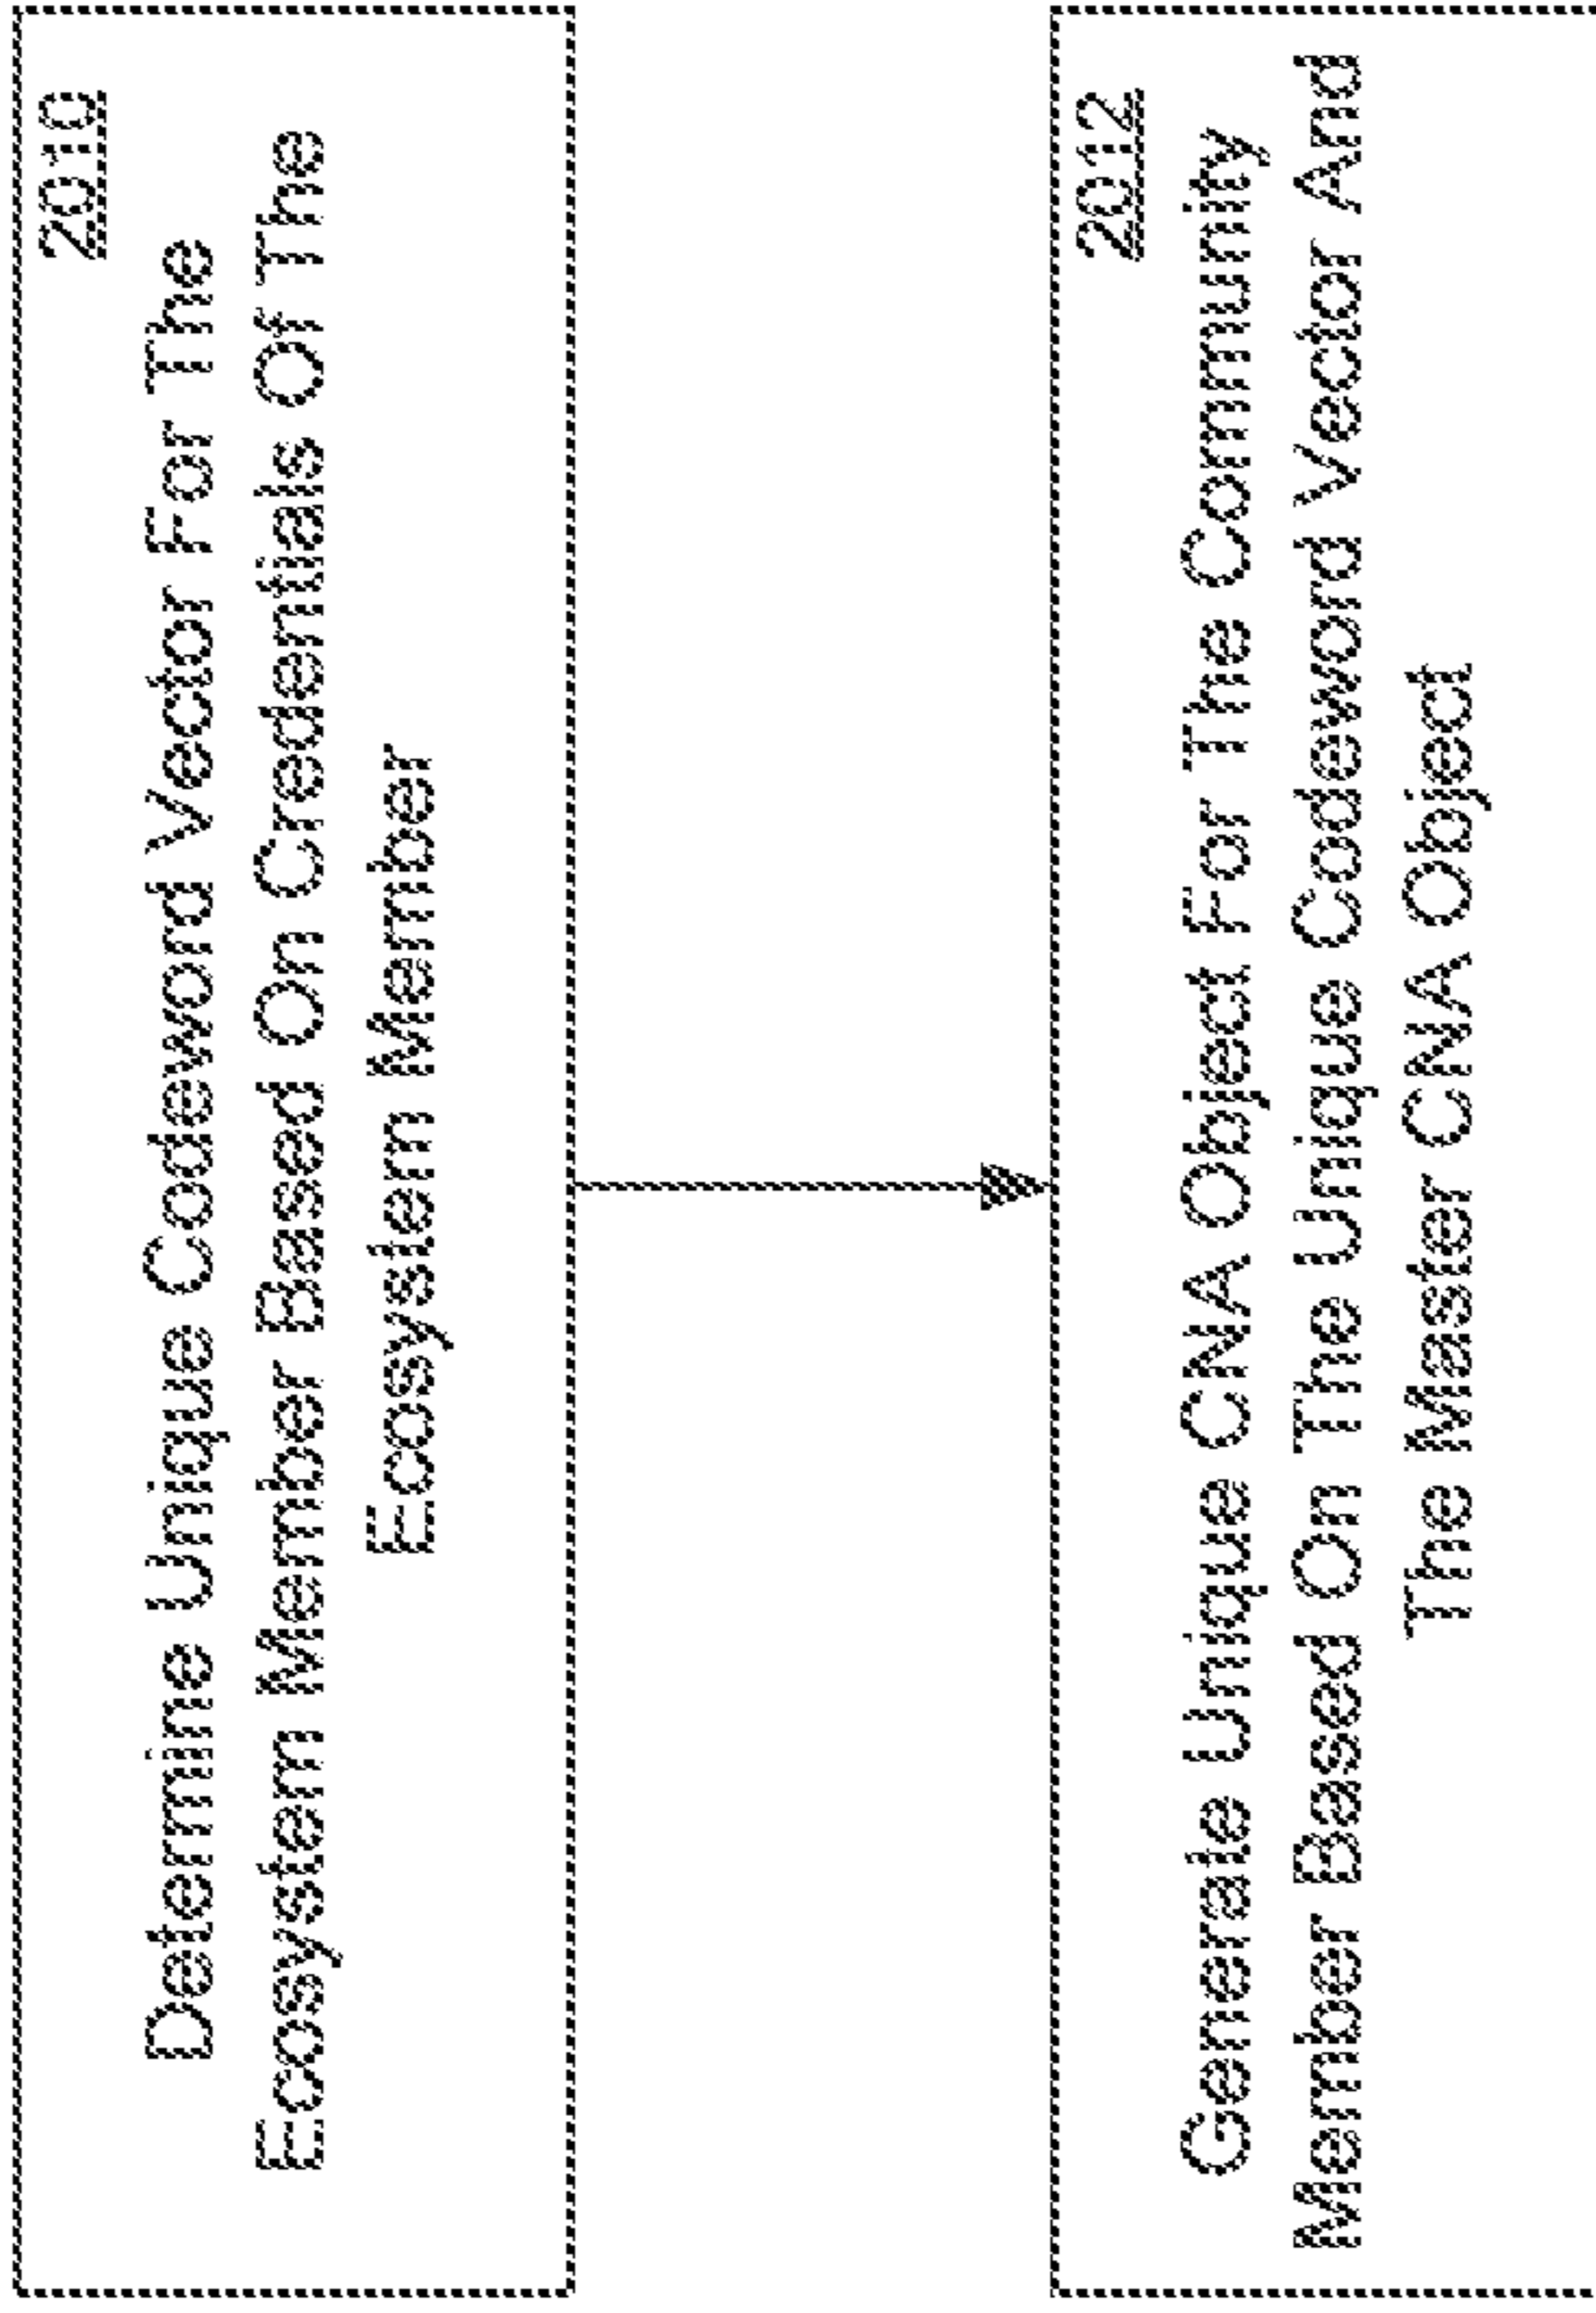 2010
Determine Unique Codeword Vector For The
Ecosystem Member Based On Credentials Of The
Ecosystem Member
2012
Generate Unique CNA Object For The Community
Member Based On The Unique Codeword Vector And
The Master CNA Object